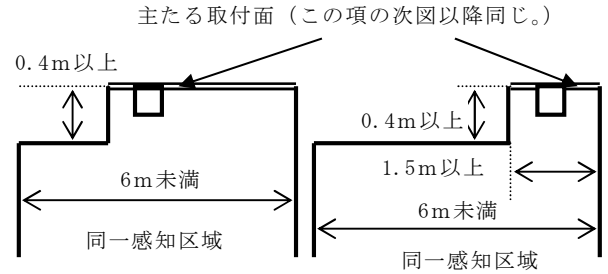 主たる取付面（この項の次図以降同じ。）
0.4m以上
0.4m以上
1.5m以上
6m未満
6m未満
同一感知区域
同一感知区域